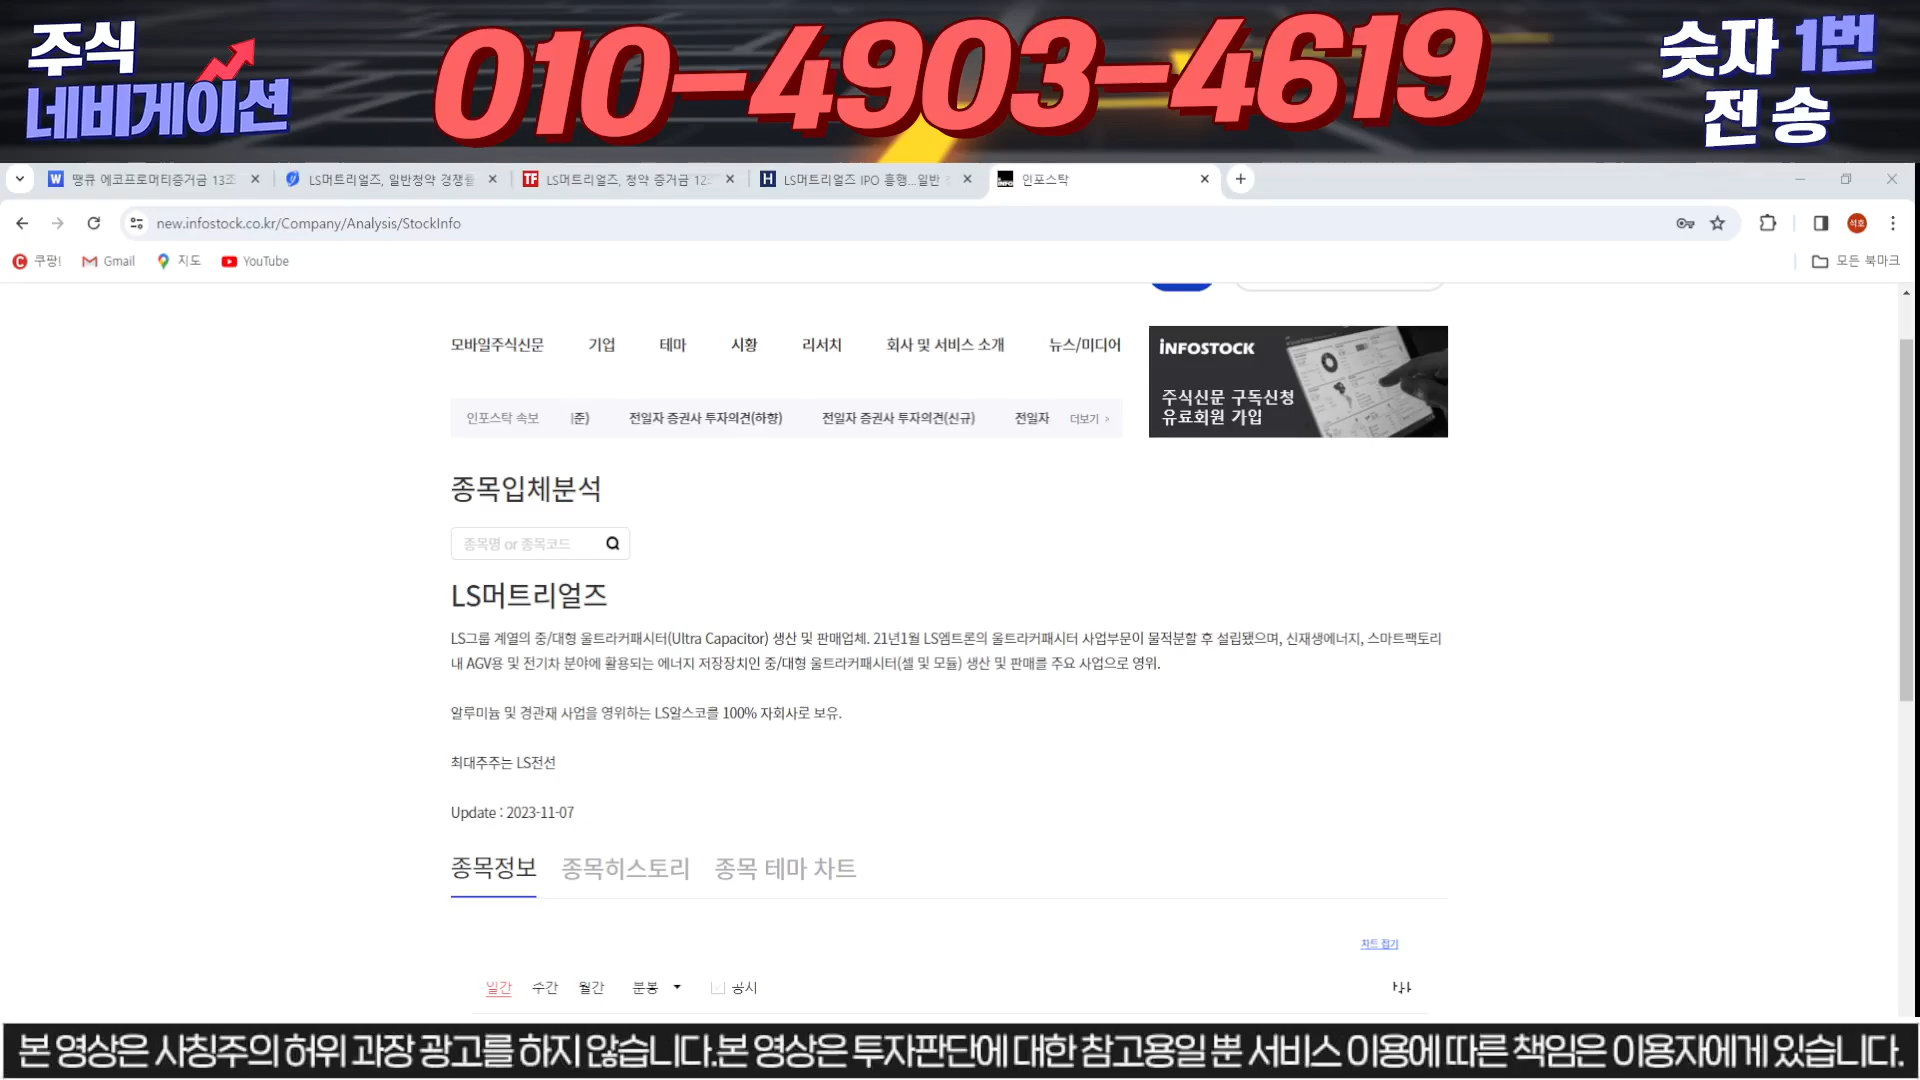 주식
네비게이션
010-4903-4619
숫자 1번
전송
땡큐 에코프로머티증거금 13조
LS머트리얼즈, 일반청약 경쟁률
LS머트리얼즈, 청약 증거금 12
LS머트리얼즈 IPO 흥행...일반
인포스탁
new.infostock.co.kr/Company/Analysis/StockInfo
석호
쿠팡!
Gmail
지도
YouTube
모든 북마크
모바일주식신문
기업
테마
시황
리서치
회사 및 서비스 소개
뉴스/미디어
INFOSTOCK
주식신문 구독신청
유료회원 가입
인포스탁 속보
준)
전일자 증권사 투자의견(하향)
전일자 증권사 투자의견(신규)
전일자
더보기 >
종목입체분석
종목명 or 종목코드
LS머트리얼즈
LS그룹 계열의 중/대형 울트라커패시터(Ultra Capacitor) 생산 및 판매업체. 21년1월 LS엠트론의 울트라커패시터 사업부문이 물적분할 후 설립됐으며, 신재생에너지, 스마트팩토리
내 AGV용 및 전기차 분야에 활용되는 에너지 저장장치인 중/대형 울트라커패시터(셀 및 모듈) 생산 및 판매를 주요 사업으로 영위.
알루미늄 및 경관재 사업을 영위하는 LS알스코를 100% 자회사로 보유.
최대주주는 LS전선
Update : 2023-11-07
종목정보
종목히스토리
종목 테마 차트
차트 접기
일간
수간
월간
분봉
공시
본 영상은 사칭주의 허위 과장 광고를 하지 않습니다.본 영상은 투자판단에 대한 참고용일 뿐 서비스 이용에 따른 책임은 이용자에게 있습니다.